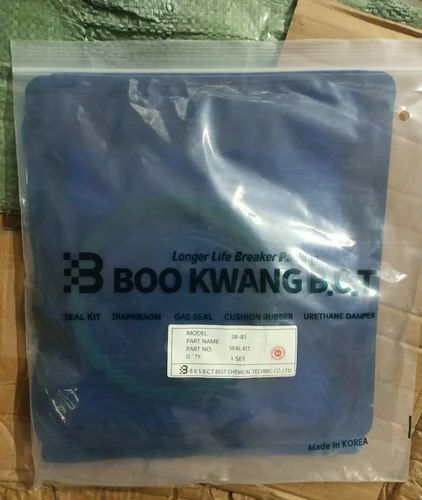 Longer Life Breaker Packing
BOO KWANG B.C.T
SEAL KIT DIAPHRAGM GAS SEAL CUSHION RUBBER URETHANE DAMPER
MODEL: SB-81
PART NAME:
PART NO. SEAL KIT
Q'TY: 1 SET
B K S B.C.T BEST CHEMICAL TECHNIC CO.,LTD
Made in KOREA